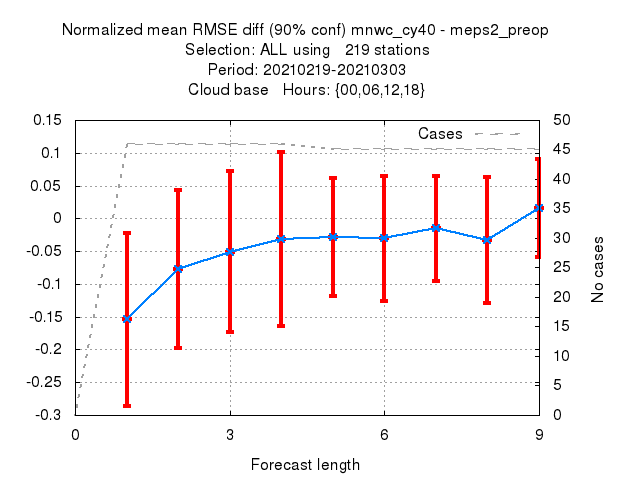 Normalized mean RMSE diff (90% conf) mnwc_cy40 - meps2_preop
Selection: ALL using   219 stations
Period: 20210219-20210303
Cloud base   Hours: {00,06,12,18}
Cases
0.15
0.1
0.05
0
-0.05
-0.1
-0.15
-0.2
-0.25
-0.3
50
45
40
35
30
25
20
15
10
5
0
No cases
0 3 6 9
Forecast length